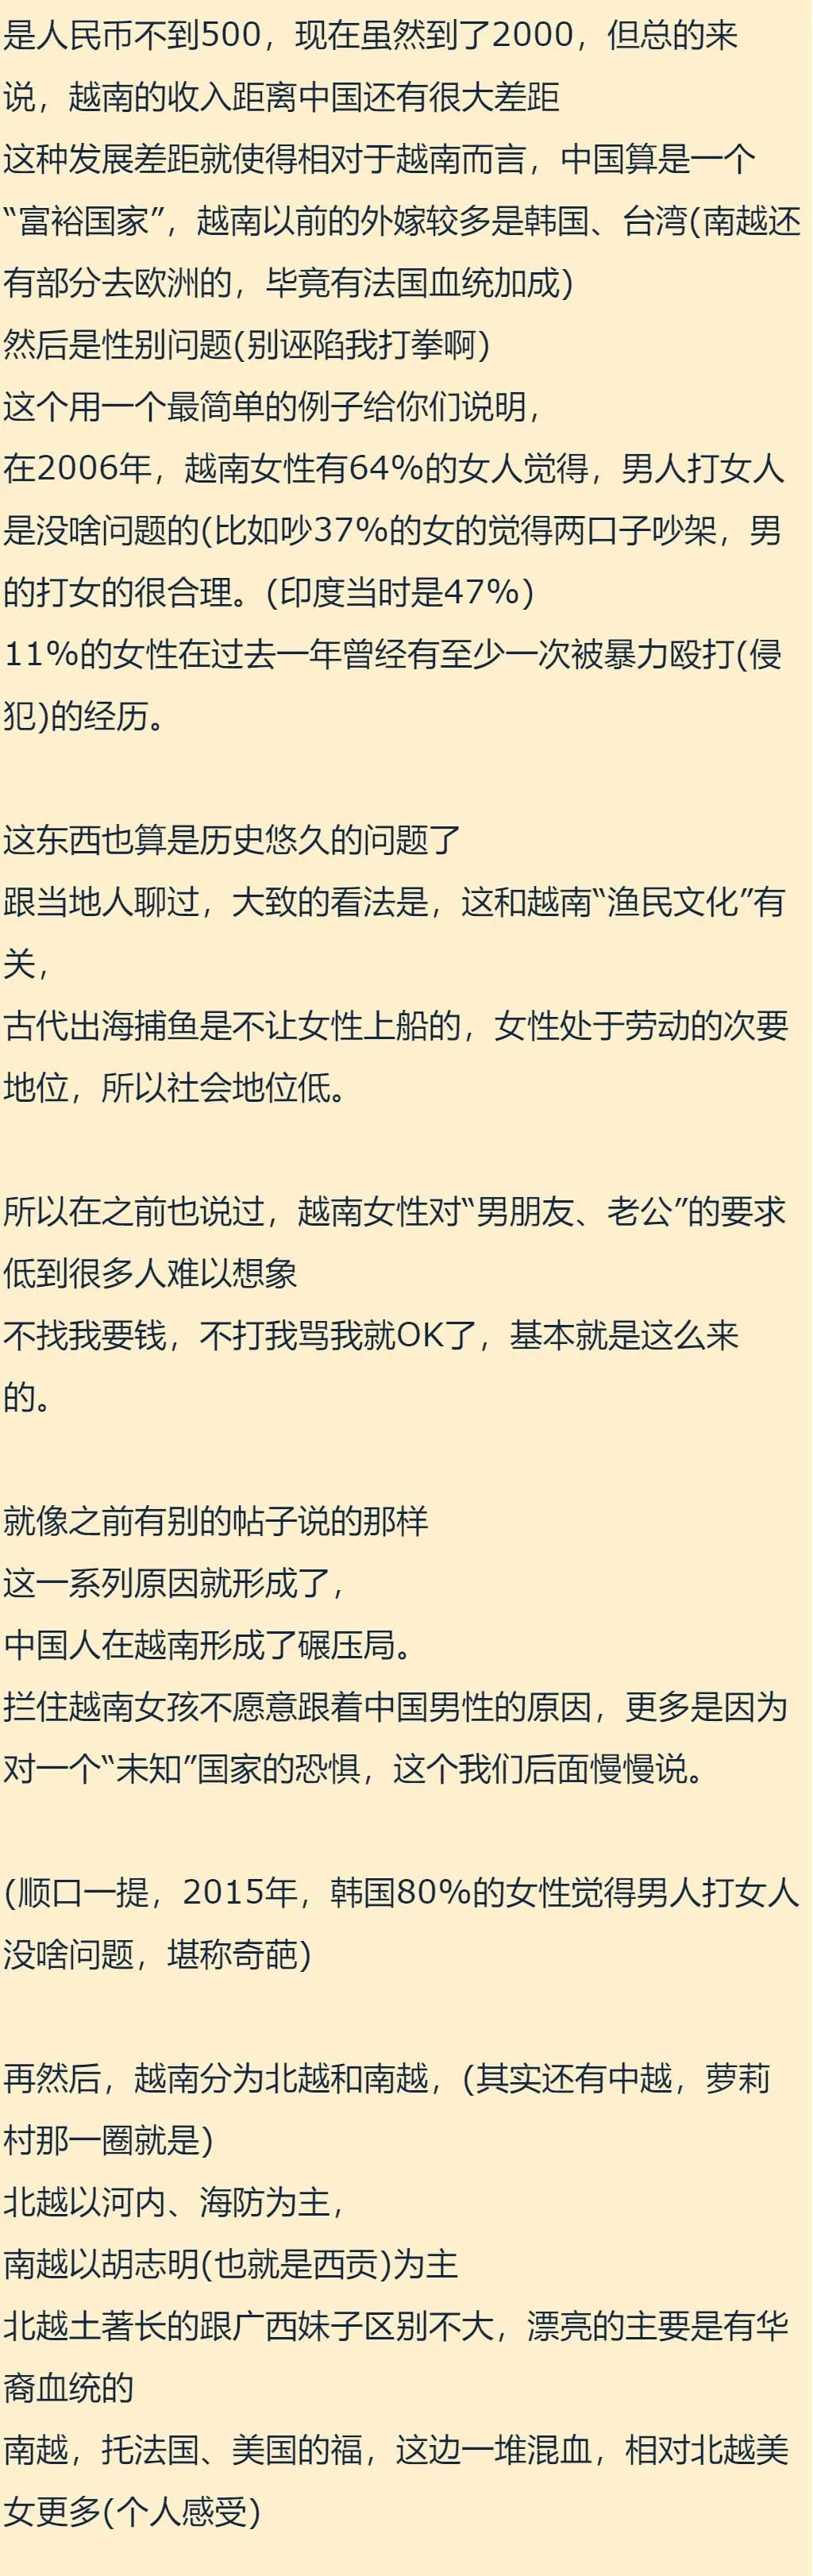 是人民币不到500，现在虽然到了2000，但总的来
说，越南的收入距离中国还有很大差距
这种发展差距就使得相对于越南而言，中国算是一个
“富裕国家”，越南以前的外嫁较多是韩国、台湾(南越还
有部分去欧洲的，毕竟有法国血统加成)
然后是性别问题(别诬陷我打拳啊)
这个用一个最简单的例子给你们说明，
在2006年，越南女性有64%的女人觉得，男人打女人
是没啥问题的(比如吵37%的女的觉得两口子吵架，男
的打女的很合理。(印度当时是47%)
11%的女性在过去一年曾经有至少一次被暴力殴打(侵
犯)的经历。
这东西也算是历史悠久的问题了
跟当地人聊过，大致的看法是，这和越南“渔民文化”有
关，
古代出海捕鱼是不让女性上船的，女性处于劳动的次要
地位，所以社会地位低。
所以在之前也说过，越南女性对“男朋友、老公”的要求
低到很多人难以想象
不找我要钱，不打我骂我就OK了，基本就是这么来
的。
就像之前有别的帖子说的那样
这一系列原因就形成了，
中国人在越南形成了碾压局。
拦住越南女孩不愿意跟着中国男性的原因，更多是因为
对一个“未知”国家的恐惧，这个我们后面慢慢说。
(顺口一提，2015年，韩国80%的女性觉得男人打女人
没啥问题，堪称奇葩)
再然后，越南分为北越和南越，(其实还有中越，萝莉
村那一圈就是)
北越以河内、海防为主，
南越以胡志明(也就是西贡)为主
北越土著长的跟广西妹子区别不大，漂亮的主要是有华
裔血统的
南越，托法国、美国的福，这边一堆混血，相对北越美
女更多(个人感受)